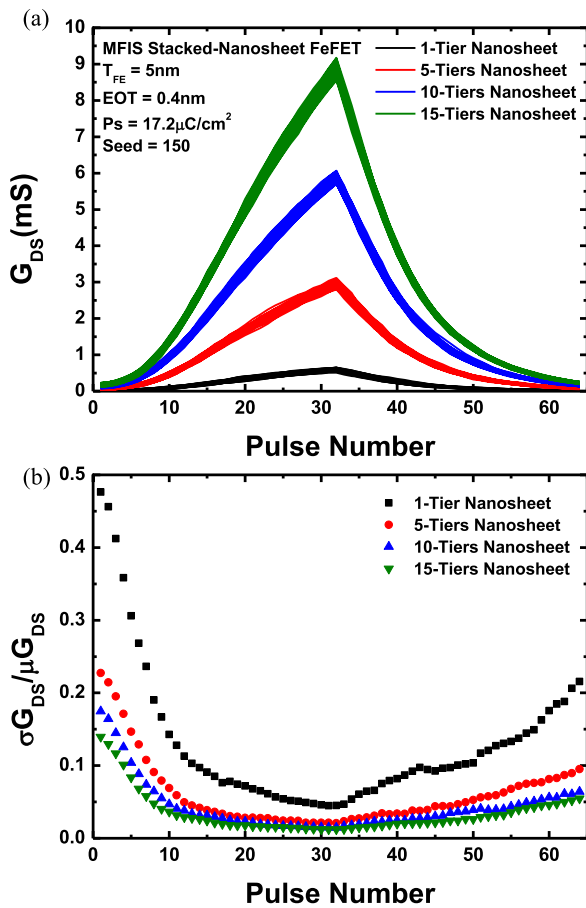 (a)
MFIS Stacked-Nanosheet FeFET
T_FE = 5nm
EOT = 0.4nm
Ps = 17.2μC/cm²
Seed = 150
1-Tier Nanosheet
5-Tiers Nanosheet
10-Tiers Nanosheet
15-Tiers Nanosheet
10
9
8
7
6
5
4
3
2
1
0
G_DS(mS)
0 10 20 30 40 50 60
Pulse Number
(b)
1-Tier Nanosheet
5-Tiers Nanosheet
10-Tiers Nanosheet
15-Tiers Nanosheet
0.5
0.4
0.3
0.2
0.1
0.0
σG_DS/μG_DS
0 10 20 30 40 50 60
Pulse Number